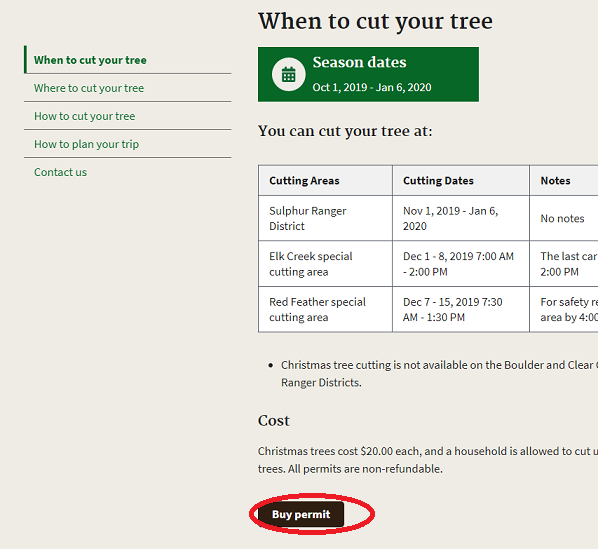 When to cut your tree
Season dates
Oct 1, 2019 - Jan 6, 2020
When to cut your tree
Where to cut your tree
How to cut your tree
How to plan your trip
Contact us
You can cut your tree at:
Cutting Areas Cutting Dates Notes
Sulphur Ranger
District
Nov 1, 2019 - Jan 6,
2020
No notes
Elk Creek special
cutting area
Dec 1 - 8, 2019 7:00 AM
- 2:00 PM
The last car
2:00 PM
Red Feather special
cutting area
Dec 7 - 15, 2019 7:30
AM - 1:30 PM
For safety re
area by 4:00
• Christmas tree cutting is not available on the Boulder and Clear
Ranger Districts.
Cost
Christmas trees cost $20.00 each, and a household is allowed to cut u
trees. All permits are non-refundable.
Buy permit